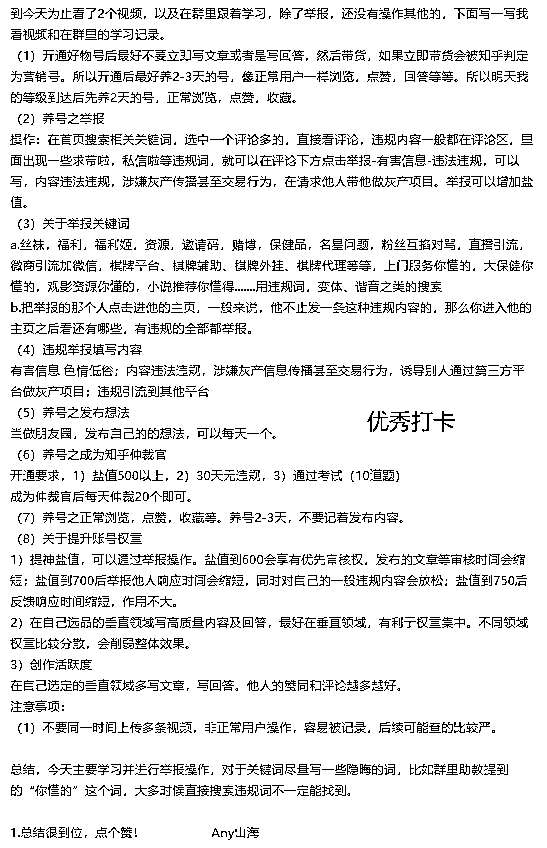 到今天为止看了2个视频，以及在群里跟着学习，除了举报，还没有操作其他的，下面写一写我
看视频和在群里的学习记录。
（1）开通好物号后最好不要立即写文章或者是写回答，然后带货，如果立即带货会被知乎判定
为营销号。所以开通后最好养2-3天的号，像正常用户一样浏览，点赞，回答等等。所以明天我
的等级到达后先养2天的号，正常浏览，点赞，收藏。
（2）养号之举报
操作：在首页搜索相关关键词，选中一个评论多的，直接看评论，违规内容一般都在评论区，里
面出现一些求带啦，私信啦等违规词，就可以在评论下方点击举报-有害信息-违法违规，可以
写，内容违法违规，涉嫌灰产传播甚至交易行为，在请求他人带他做灰产项目。举报可以增加盐
值。
（3）关于举报关键词
a.丝袜，福利，福利姬，资源，邀请码，赌博，保健品，名星问题，粉丝互掐对骂，直播引流，
微商引流加微信，棋牌平台、棋牌辅助、棋牌外挂、棋牌代理等等，上门服务你懂的，大保健你
懂的，观影资源你懂的，小说推荐你懂得.......用违规词，变体、谐音之类的搜索
b.把举报的那个人点击进他的主页，一般来说，他不止发一条这种违规内容的，那么你进入他的
主页之后看还有哪些，有违规的全部都举报。
（4）违规举报填写内容
有害信息 色情低俗；内容违法违规，涉嫌灰产信息传播甚至交易行为，诱导别人通过第三方平
台做灰产项目；违规引流到其他平台
（5）养号之发布想法
当做朋友圈，发布自己的的想法，可以每天一个。
优秀打卡
（6）养号之成为知乎仲裁官
开通要求，1）盐值500以上，2）30天无违规，3）通过考试（10道题）
成为仲裁官后每天仲裁20个即可。
（7）养号之正常浏览，点赞，收藏等。养号2-3天，不要记着发布内容。
（8）关于提升账号权重
1）提神盐值，可以通过举报操作。盐值到600会享有优先审核权，发布的文章等审核时间会缩
短；盐值到700后举报他人响应时间会缩短，同时对自己的一般违规内容会放松；盐值到750后
反馈响应时间缩短，作用不大。
2）在自己选品的垂直领域写高质量内容及回答，最好在垂直领域，有利于权重集中。不同领域
权重比较分散，会削弱整体效果。
3）创作活跃度
在自己选定的垂直领域多写文章，写回答。他人的赞同和评论越多越好。
注意事项：
（1）不要同一时间上传多条视频，非正常用户操作，容易被记录，后续可能查的比较严。
总结，今天主要学习并进行举报操作，对于关键词尽量写一些隐晦的词，比如群里助教提到
的“你懂的”这个词，大多时候直接搜索违规词不一定能找到。
1.总结很到位，点个赞！ Any山海